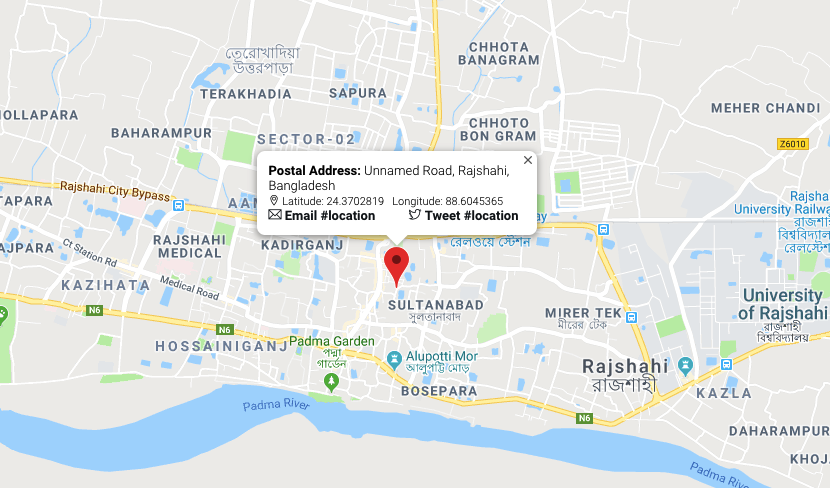 CHHOTA
BANAGRAM
তেরোখাদিয়া
উত্তরপাড়া
TERAKHADIA
SAPURA
MEHER CHANDI
OLLAPARA
BAHARAMPUR
CHHOTO
BON GRAM
SECTOR-02
Z6010
Postal Address: Unnamed Road, Rajshahi,
Bangladesh
Latitude: 24.3702819 Longitude: 88.6045365
Email #location Tweet #location
Rajshahi City Bypass
TAPARA
Rajsha
University Railw
রাজশাহী
বিশ্ববিদ্যালয়
রেলস্টে
রেলওয়ে স্টেশন
RAJSHAHI
MEDICAL
KADIRGANJ
AJPARA
Ct Station Rd
KAZIHATA
Medical Road
SULTANABAD
সুলতানাবাদ
University
of Rajshahi
রাজশাহী
বিশ্ববিদ্যালয়
MIRER TEK
মীরের টেক
N6
N6
HOSSAINIGANJ
Padma Garden
পদ্মা
গার্ডেন
Alupotti Mor
আলুপট্টি মোড়
Rajshahi
রাজশাহী
BOSEPARA
KAZLA
Padma River
N6
DAHARAMPUR
KHOJ
Padma River